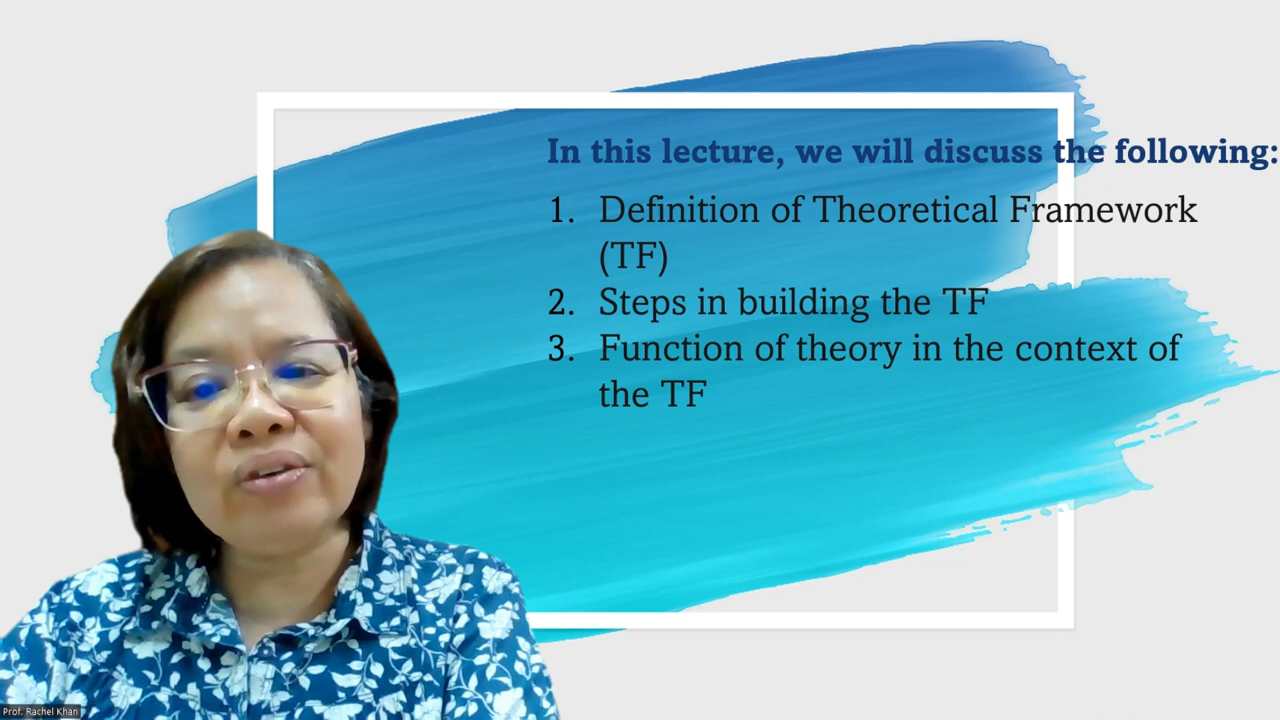 In this lecture, we will discuss the following:
1. Definition of Theoretical Framework
(TF)
2. Steps in building the TF
3. Function of theory in the context of
the TF
Prof. Rachel Khan